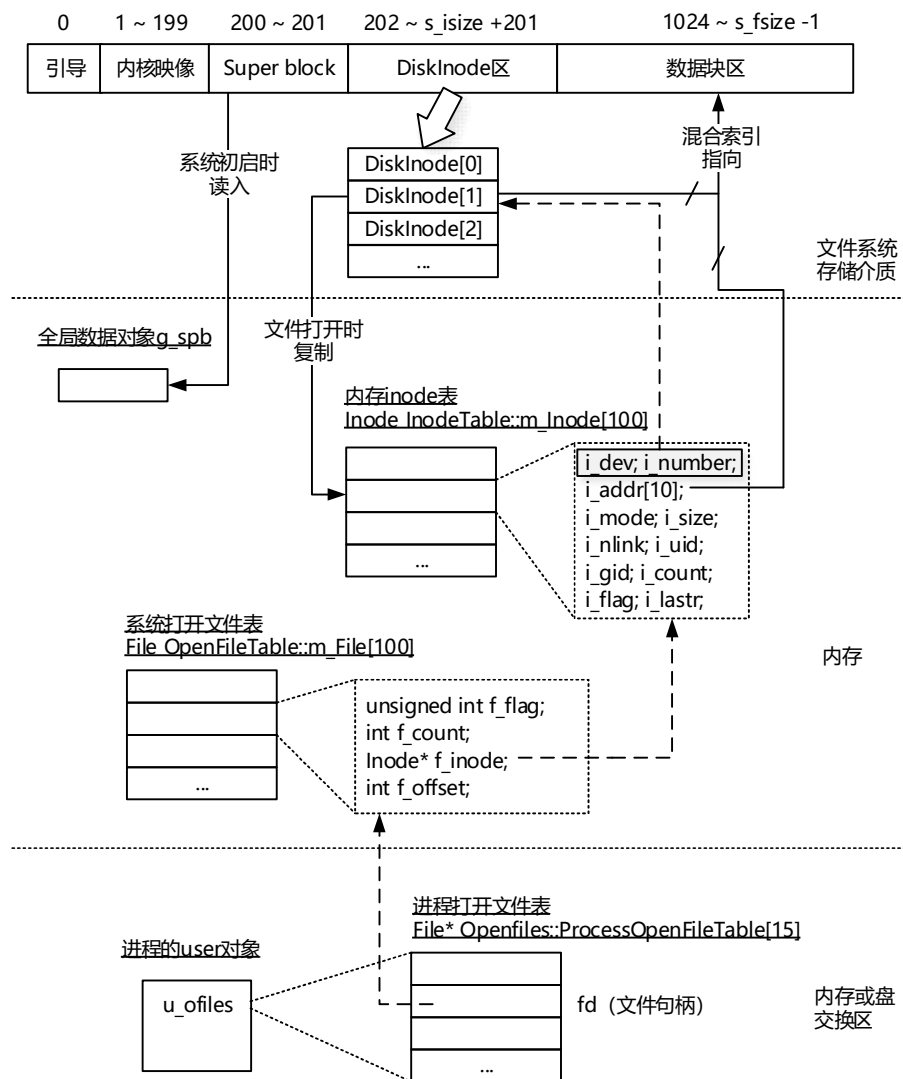 0 1 ~ 199 200 ~ 201 202 ~ s_isize +201 1024 ~ s_fsize -1
引导 内核映像 Super block DiskInode区 数据块区
系统初启时
读入
混合索引
指向
DiskInode[0]
DiskInode[1]
DiskInode[2]
...
文件系统
存储介质
全局数据对象g_spb
文件打开时
复制
内存inode表
Inode InodeTable::m_Inode[100]
...
i_dev; i_number;
i_addr[10];
i_mode; i_size;
i_nlink; i_uid;
i_gid; i_count;
i_flag; i_lastr;
系统打开文件表
File OpenFileTable::m_File[100]
...
unsigned int f_flag;
int f_count;
Inode* f_inode;
int f_offset;
内存
进程打开文件表
File* Openfiles::ProcessOpenFileTable[15]
进程的user对象
u_ofiles
fd（文件句柄）
...
内存或盘
交换区